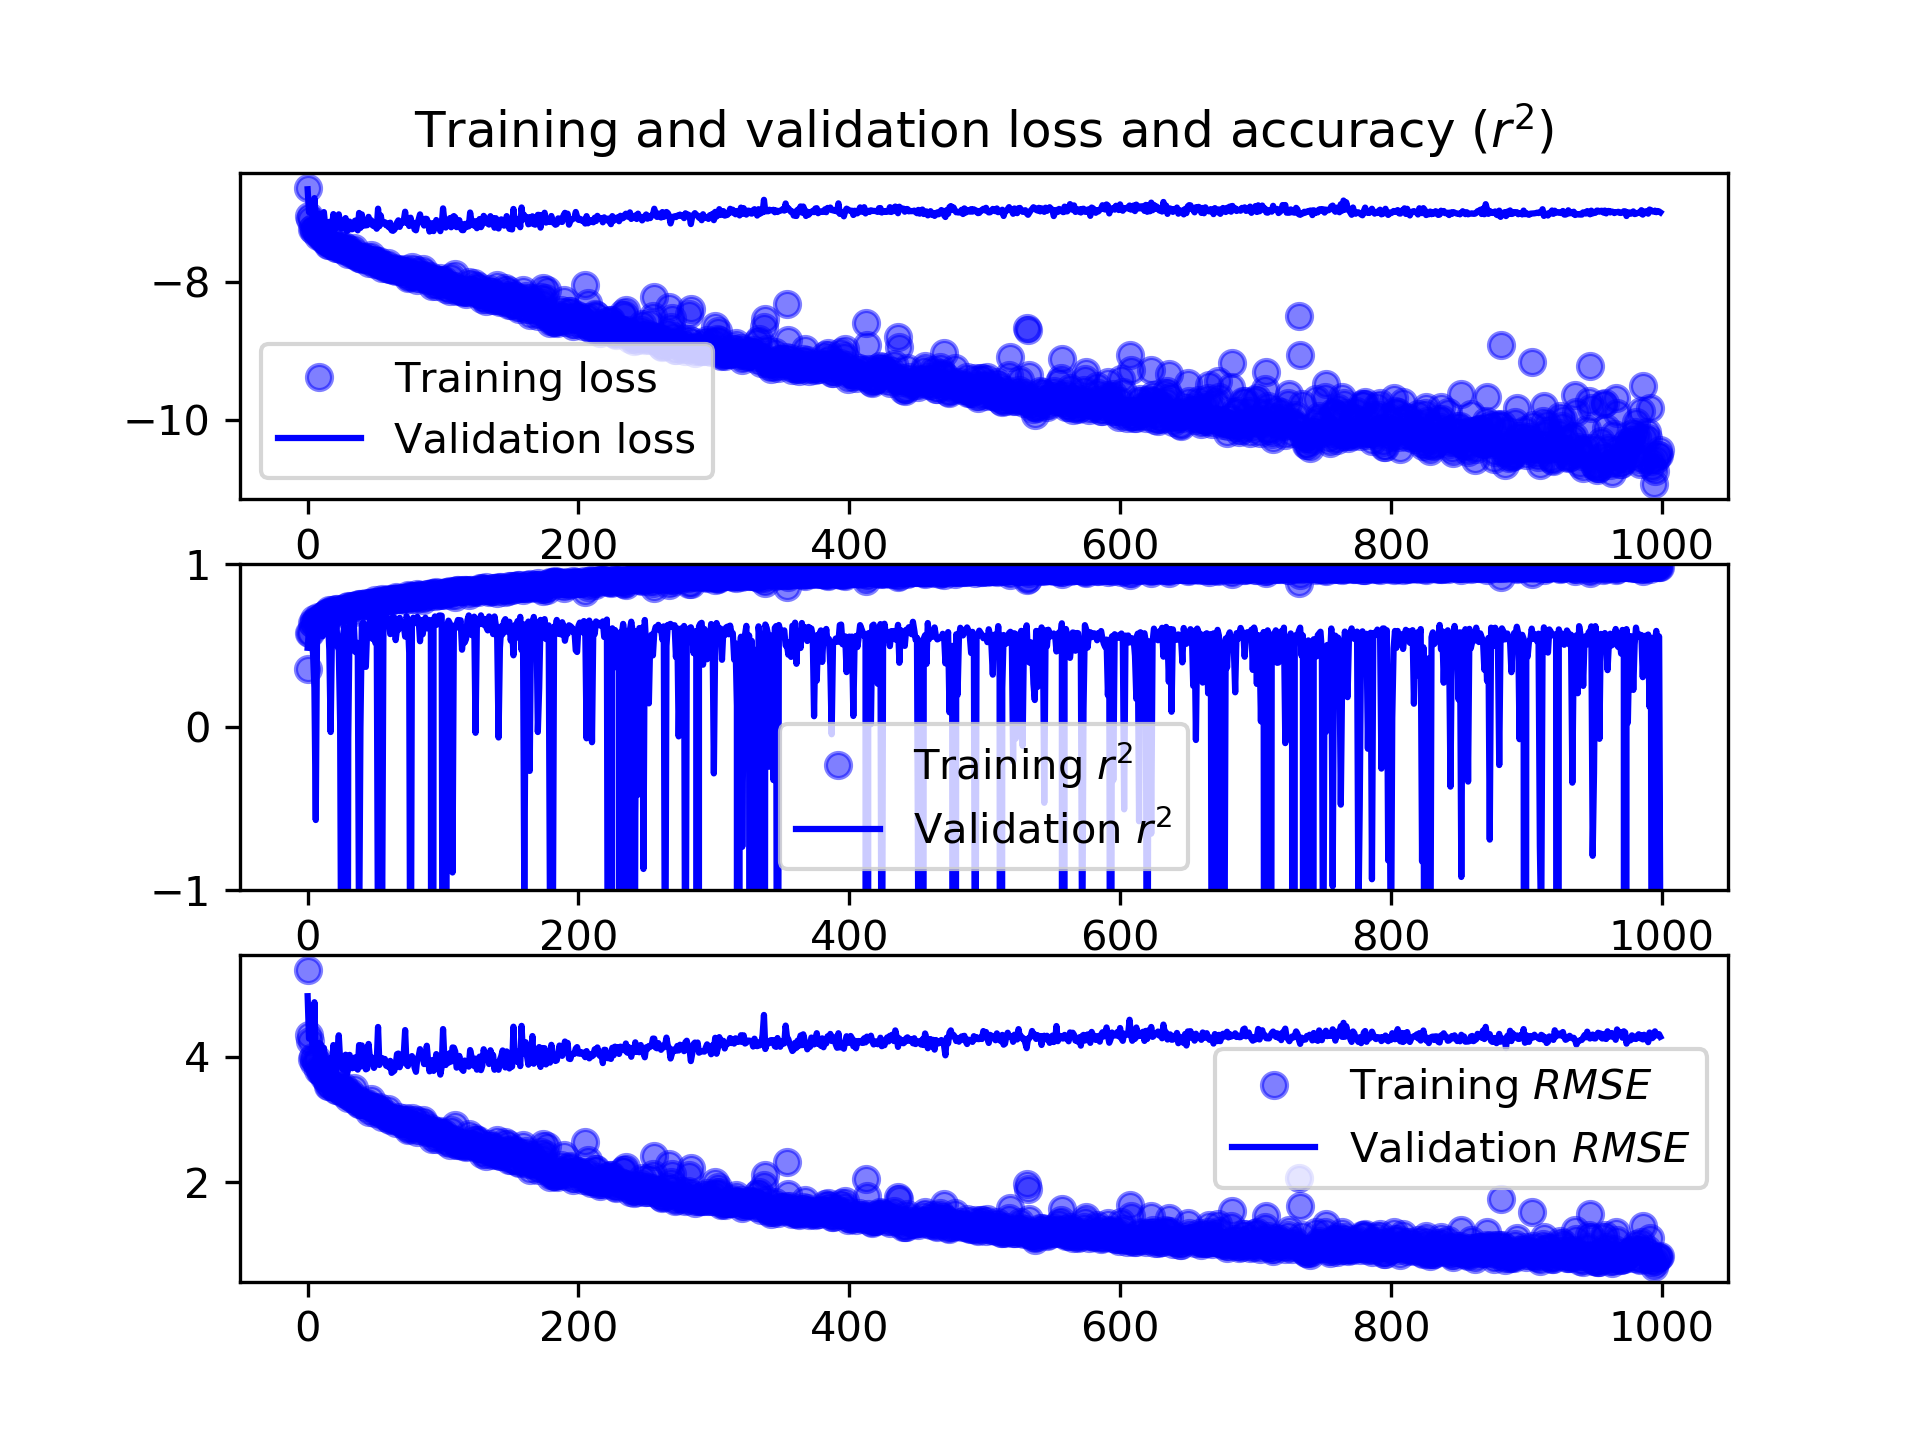 Training and validation loss and accuracy (r²)
−8
−10
Training loss
Validation loss
0 200 400 600 800 1000
1
0
−1
Training r²
Validation r²
0 200 400 600 800 1000
4
2
Training RMSE
Validation RMSE
0 200 400 600 800 1000